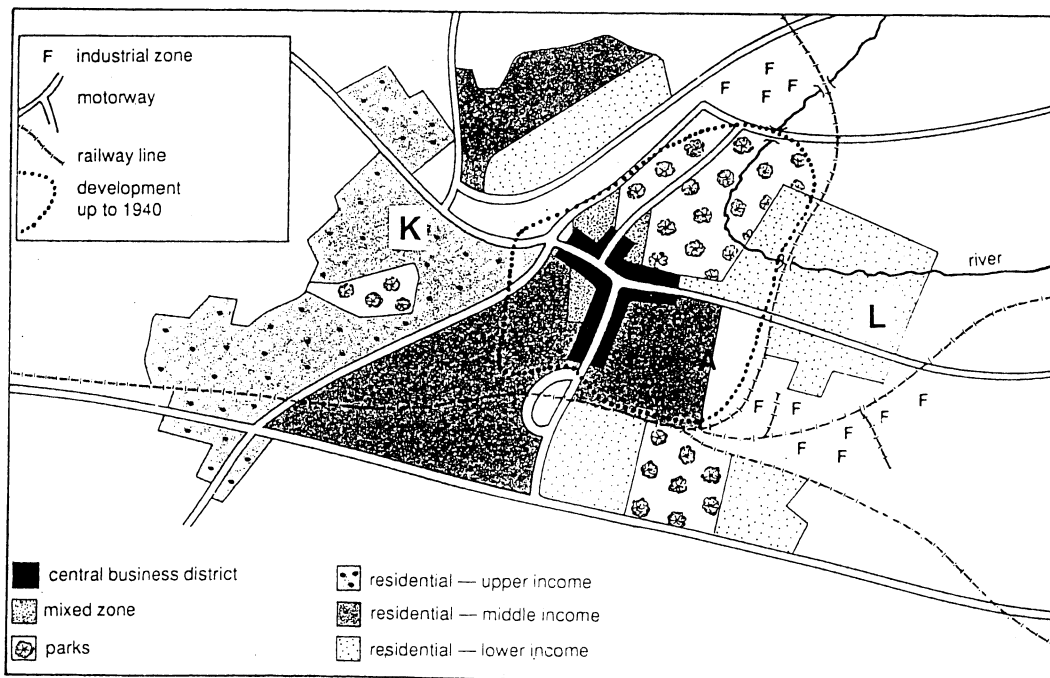 F industrial zone
motorway
railway line
development
up to 1940
F
F
F
F
F
K
river
L
A
F
F
F
F
F
F
F
central business district
mixed zone
parks
residential — upper income
residential — middle income
residential — lower income